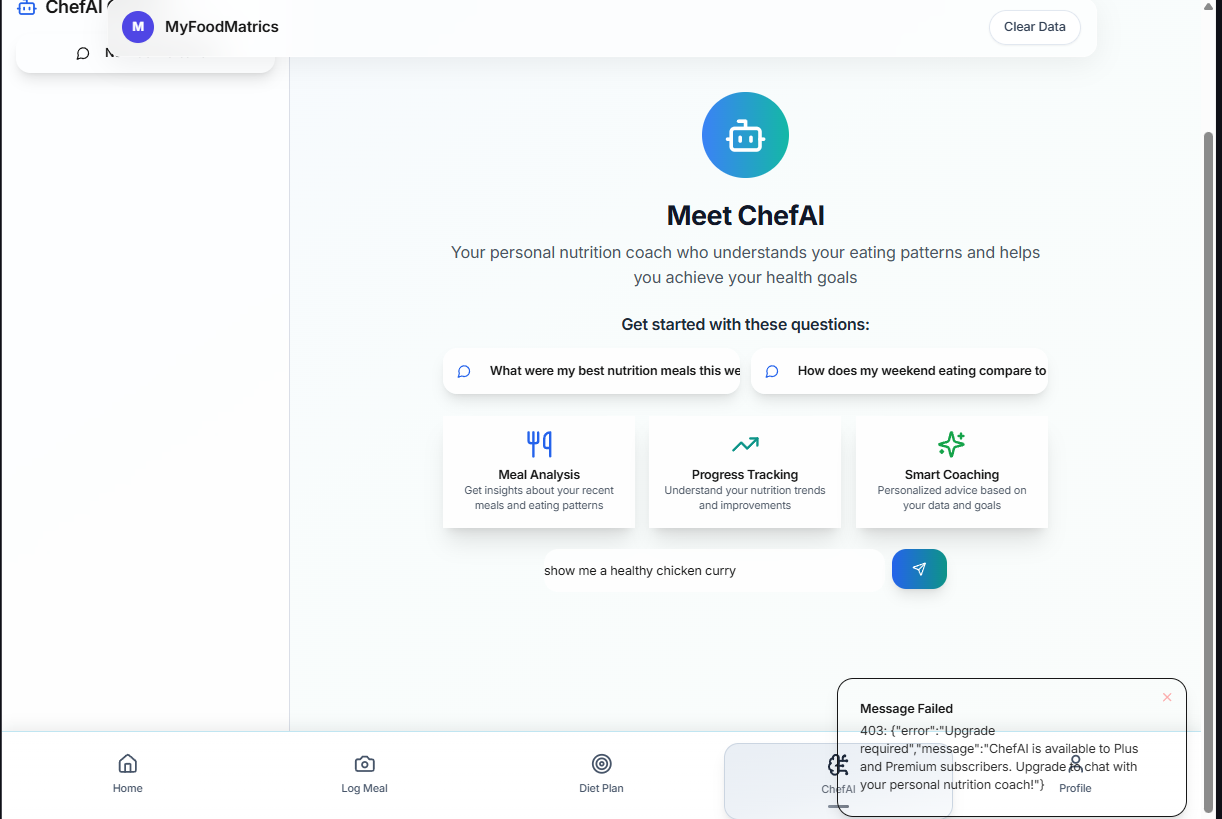 ChefAI
M
MyFoodMatrics
Clear Data
Meet ChefAI
Your personal nutrition coach who understands your eating patterns and helps
you achieve your health goals
Get started with these questions:
What were my best nutrition meals this we
How does my weekend eating compare to
Meal Analysis
Get insights about your recent
meals and eating patterns
Progress Tracking
Understand your nutrition trends
and improvements
Smart Coaching
Personalized advice based on
your data and goals
show me a healthy chicken curry
Message Failed
403: {"error":"Upgrade
required","message":"ChefAI is available to Plus
and Premium subscribers. Upgrade to chat with
your personal nutrition coach!"}
Home
Log Meal
Diet Plan
ChefAI
Profile